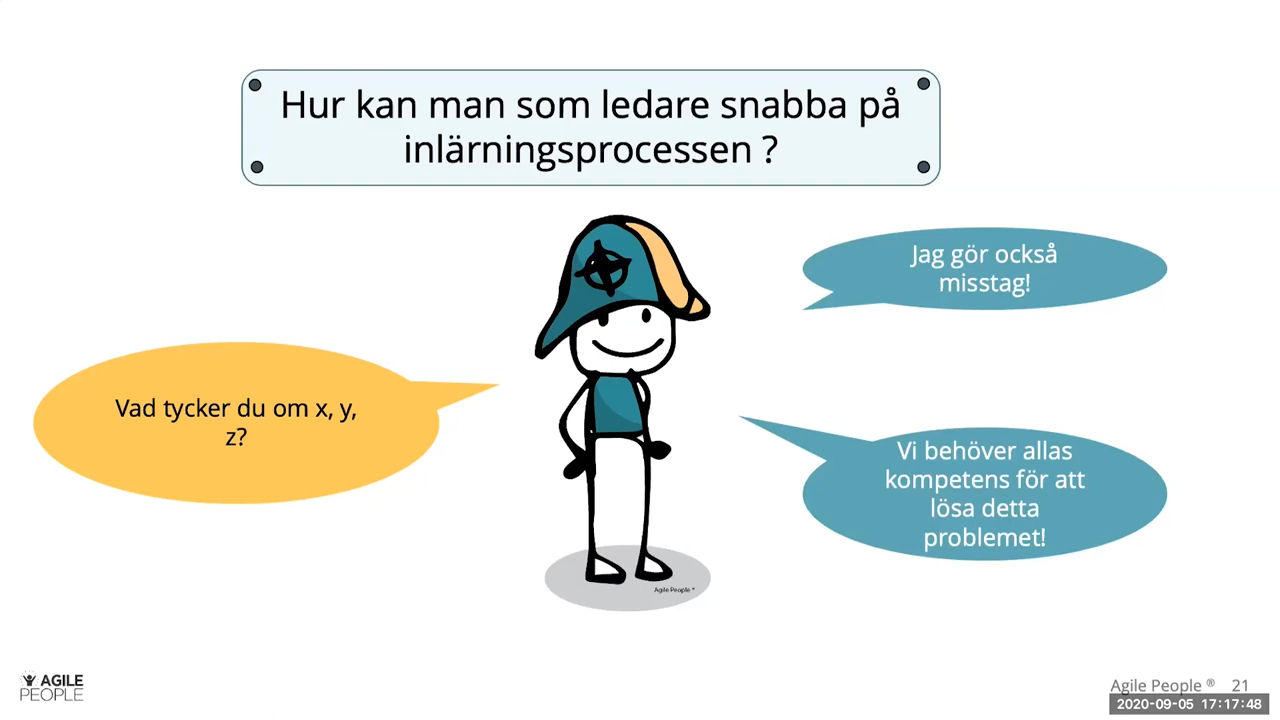 Hur kan man som ledare snabba på
inlärningsprocessen ?
Jag gör också
misstag!
Vad tycker du om x, y,
z?
Vi behöver allas
kompetens för att
lösa detta
problemet!
Agile People ®
AGILE
PEOPLE
Agile People ® 21
2020-09-05 17:17:48